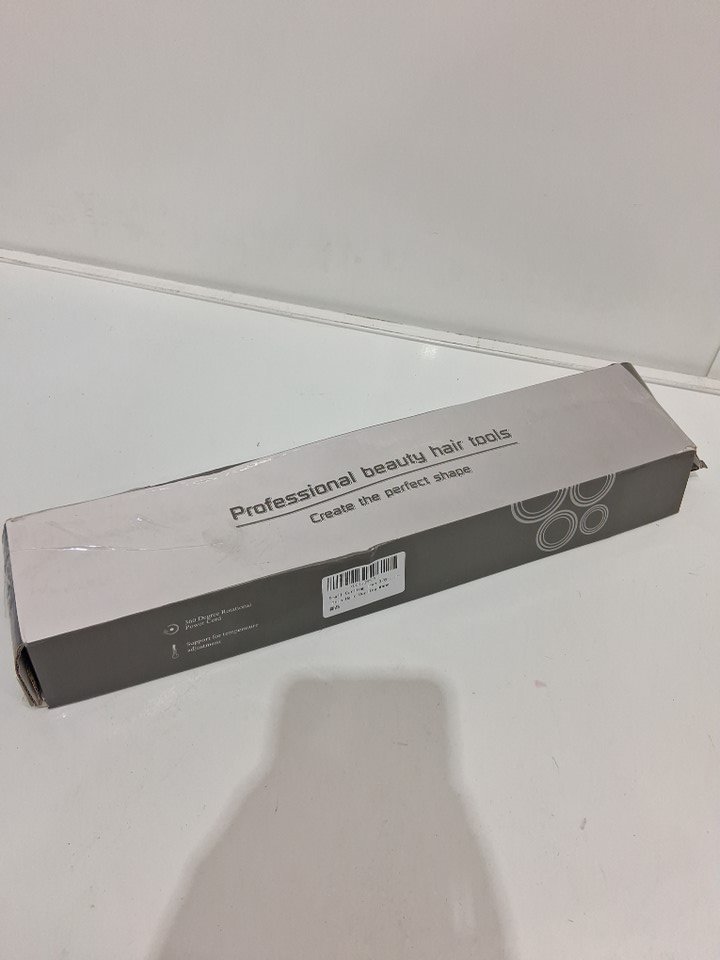 Professional beauty hair tools
Create the perfect shape
360 Degree Rotational
Power Cord
Support for temperature
adjustment